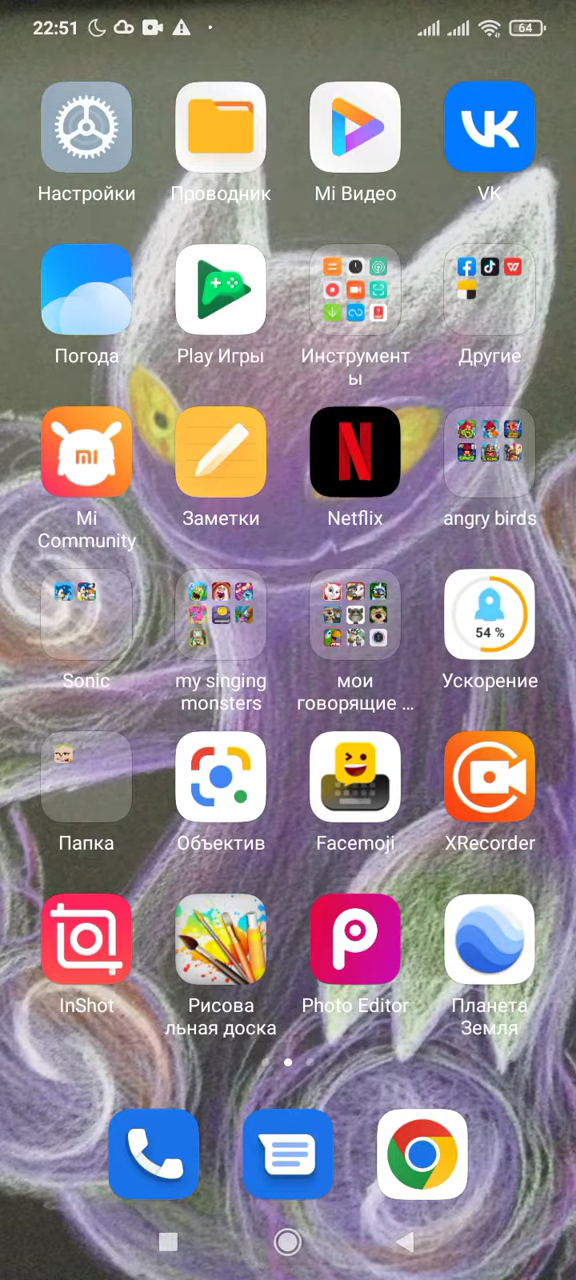 22:51
64
Настройки
Проводник
Mi Видео
VK
Погода
Play Игры
Инструмент
ы
Другие
Mi
Community
Заметки
Netflix
angry birds
Sonic
my singing
monsters
мои
говорящие ...
54 %
Ускорение
Папка
Объектив
Facemoji
XRecorder
InShot
Рисова
льная доска
Photo Editor
Планета
Земля